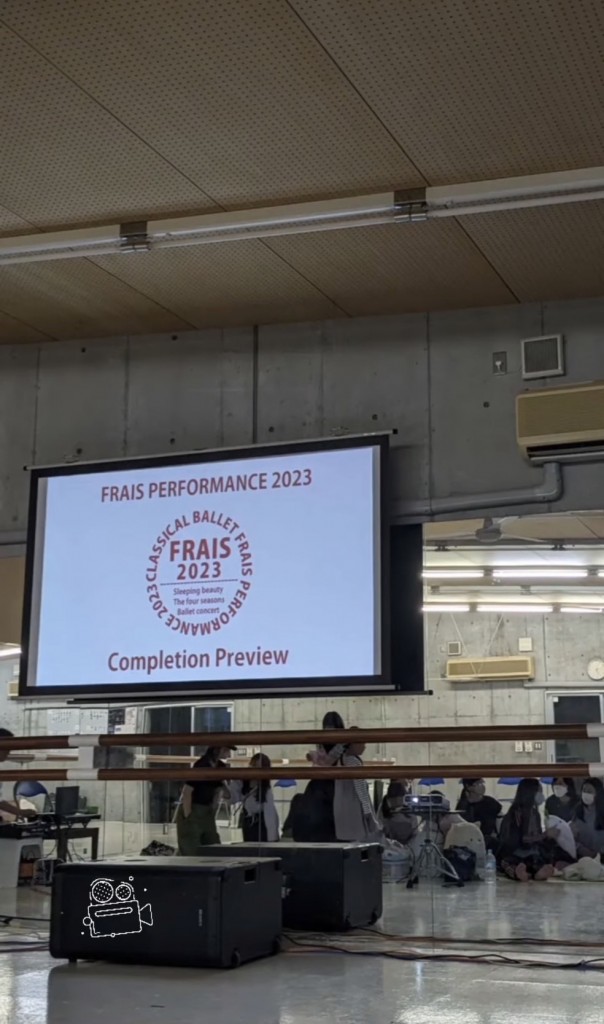 FRAIS PERFORMANCE 2023
CLASSICAL BALLET FRAIS PERFORMANCE 2023
FRAIS
2023
Sleeping beauty
The four seasons
Ballet concert
Completion Preview